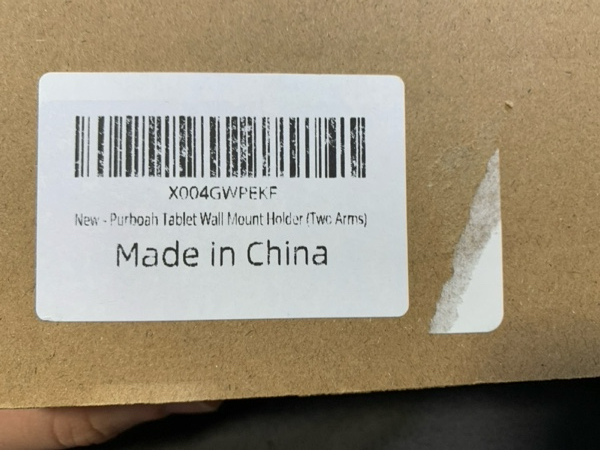 X004GWPEKF
New - Purboah Tablet Wall Mount Holder (Two Arms)
Made in China